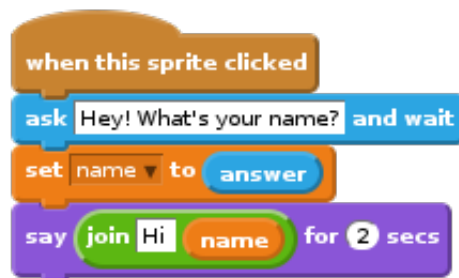 when this sprite clicked
ask Hey! What's your name? and wait
set name to answer
say join Hi name for 2 secs